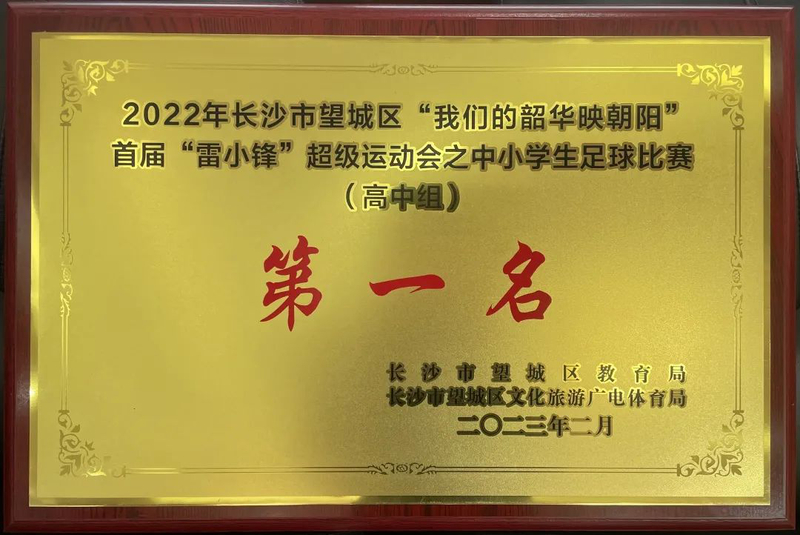 2022年长沙市望城区“我们的韶华映朝阳”
首届“雷小锋”超级运动会之中小学生足球比赛
（高中组）
第一名
长沙市望城区教育局
长沙市望城区文化旅游广电体育局
二〇二三年二月